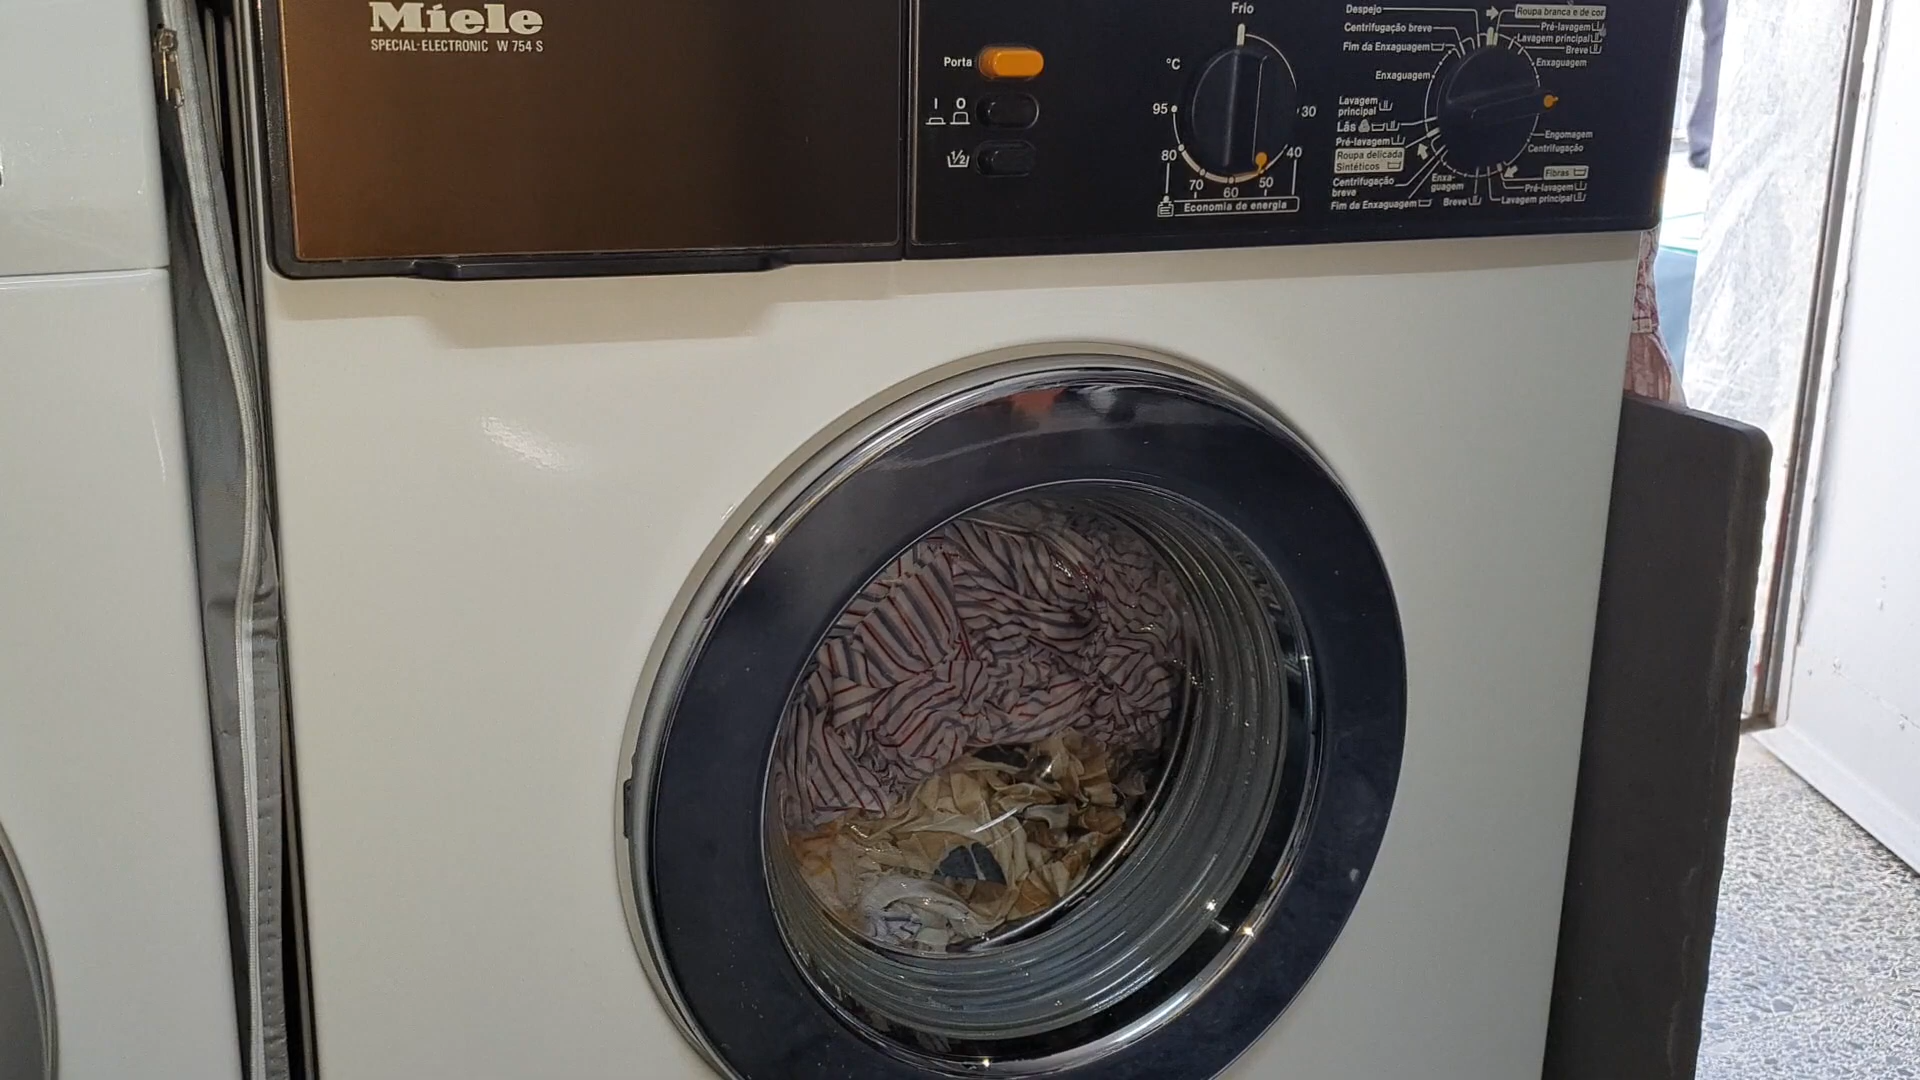 Miele
SPECIAL-ELECTRONIC W 754 S
Porta
I O
½
Frio
°C
95
30
80
40
70
60
50
Economia de energia
Despejo
Centrifugação breve
Fim da Enxaguagem
Enxaguagem
Lavagem
principal
Lãs
Pré-lavagem
Roupa delicada
Sintéticos
Centrifugação
breve
Fim da Enxaguagem
Roupa branca e de cor
Pré-lavagem
Lavagem principal
Breve
Enxaguagem
Engomagem
Centrifugação
Fibras
Pré-lavagem
Lavagem principal
Enxa-
guagem
Breve